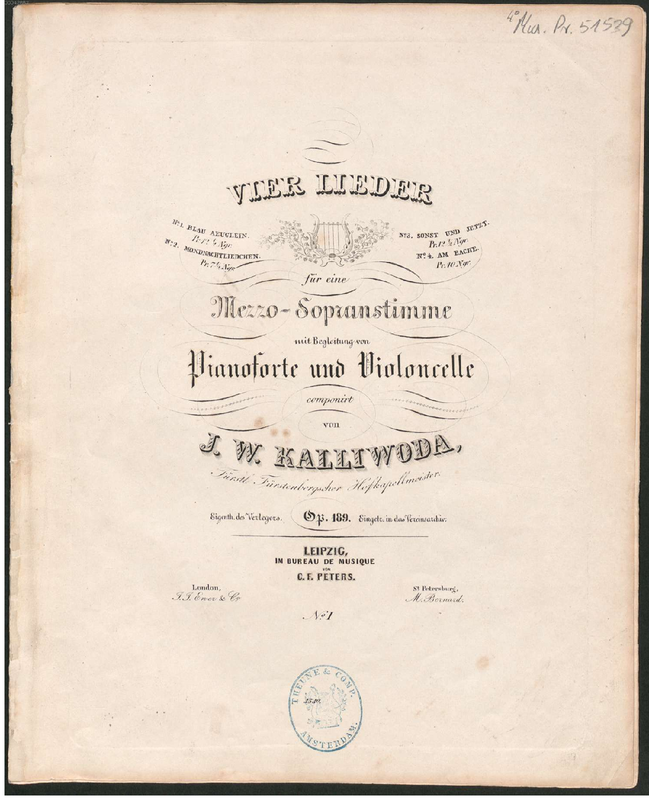 4° Mus. Pr. 51529
VIER LIEDER
No 1. BLAU AEUGLEIN.
Pr. 12½ Ngr.
No 2. MONDNACHTLIEDCHEN.
Pr. 7½ Ngr.
No 3. SONST UND JETZT.
Pr. 12½ Ngr.
No 4. AM BACHE.
Pr. 10 Ngr.
für eine
Mezzo-Sopranstimme
mit Begleitung von
Pianoforte und Violoncelle
componirt
von
J. W. KALLIWODA,
Fürstl. Fürstenbergscher Hofkapellmeister.
Eigenth. des Verlegers. Op. 189. Eingetr. in das Vereinsarchiv.
LEIPZIG,
IN BUREAU DE MUSIQUE
VON
C. F. PETERS.
London, St. Petersburg,
J. J. Ewer & Co M. Bernard.
No 1
THEUNE & COMP.
AMSTERDAM.